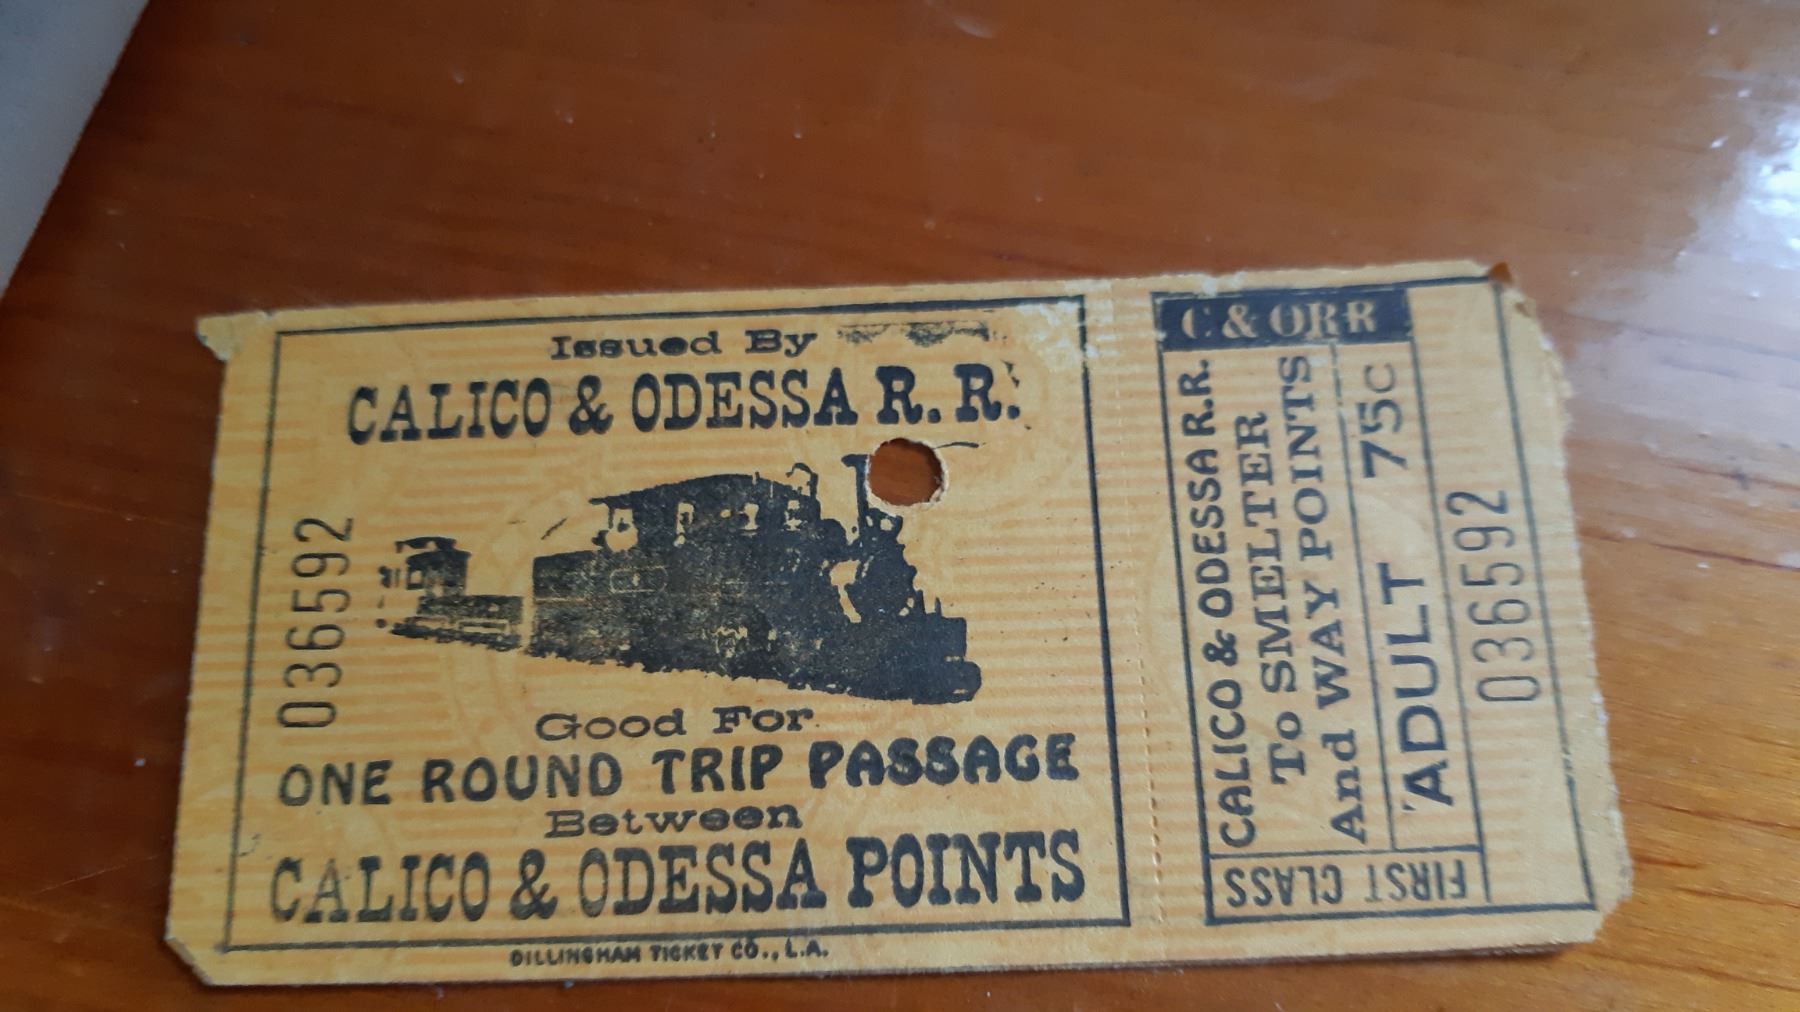 Issued By
CALICO & ODESSA R. R.
036592
Good For
ONE ROUND TRIP PASSAGE
Between
CALICO & ODESSA POINTS
DILLINGHAM TICKET CO., L.A.
C & ORR
CALICO & ODESSA R.R.
To SMELTER
And WAY POINTS
ADULT 75c
036592
FIRST CLASS